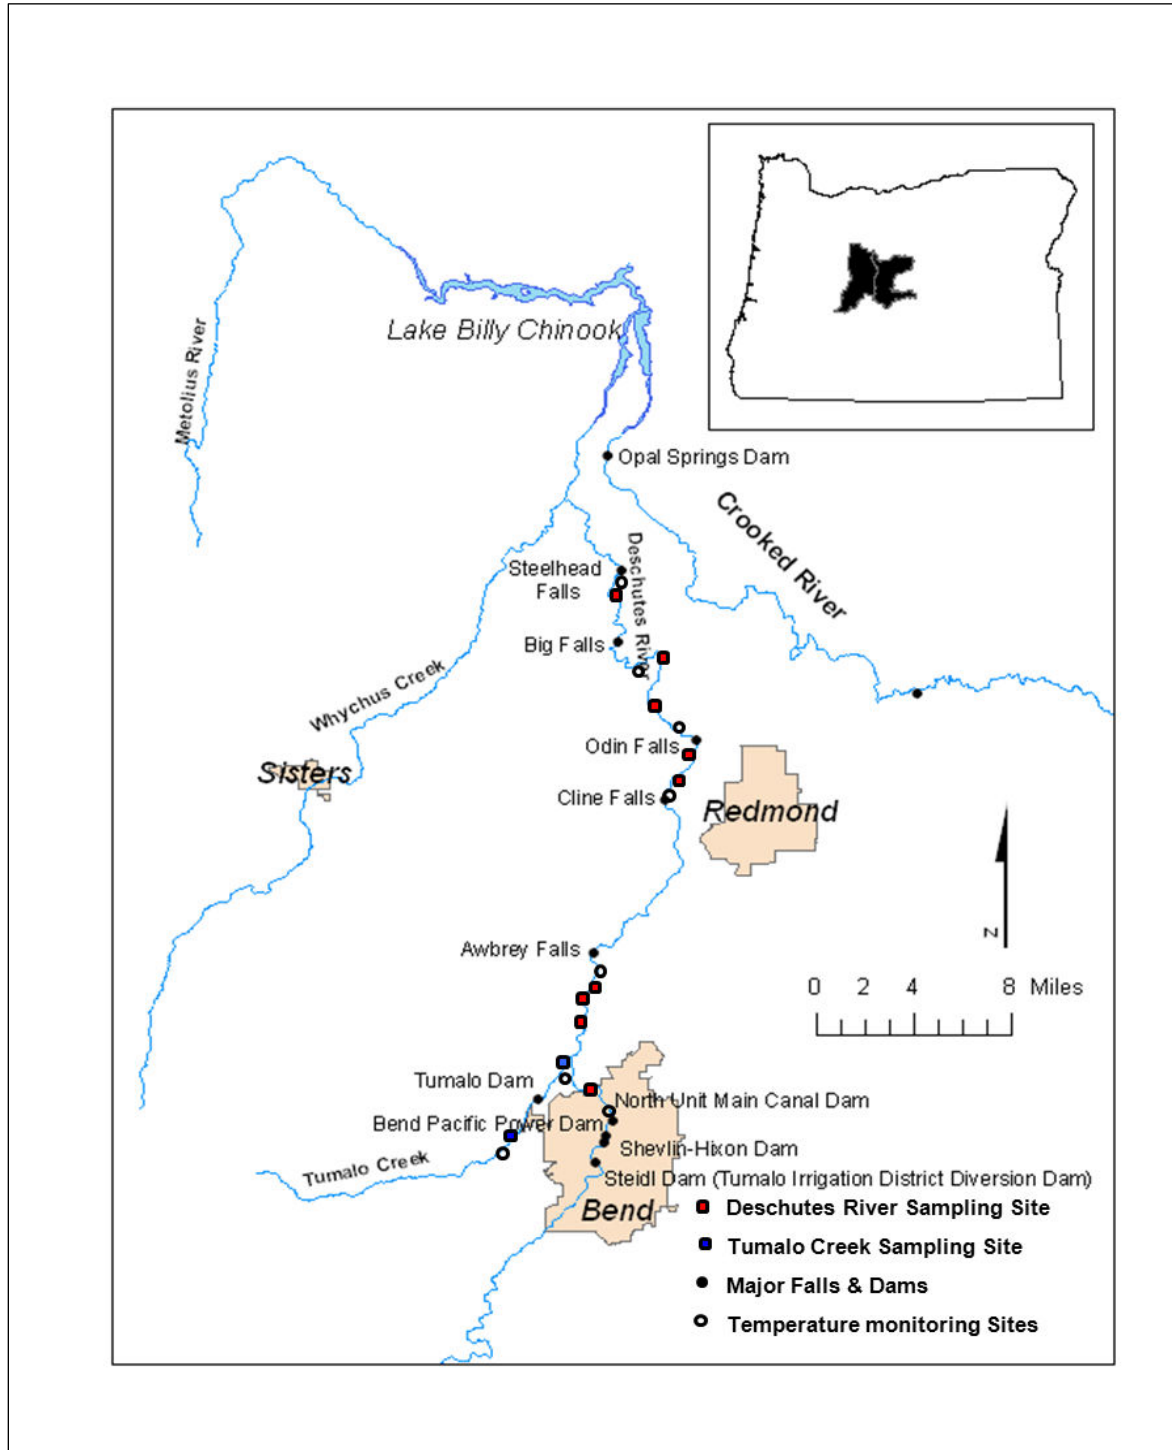 Lake Billy Chinook
Metolius River
Opal Springs Dam
Crooked River
Deschutes River
Steelhead
Falls
Big Falls
Whychus Creek
Odin Falls
Sisters
Cline Falls
Redmond
N
Awbrey Falls
0 2 4 8 Miles
Tumalo Dam
North Unit Main Canal Dam
Bend Pacific Power Dam
Shevlin-Hixon Dam
Tumalo Creek
Steidl Dam (Tumalo Irrigation District Diversion Dam)
Bend
Deschutes River Sampling Site
Tumalo Creek Sampling Site
Major Falls & Dams
Temperature monitoring Sites